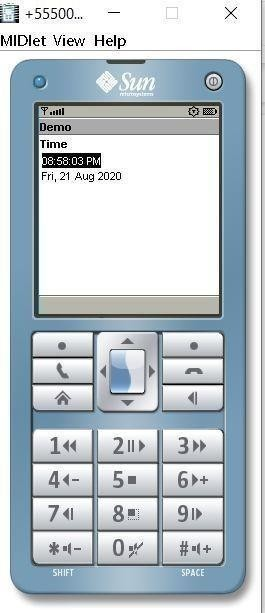 +55500...
MIDlet View Help
Sun
microsystems
Demo
Time
08:58:03 PM
Fri, 21 Aug 2020
1 2 3
4- 5 6+
7 8 9
*- 0 #+
SHIFT SPACE